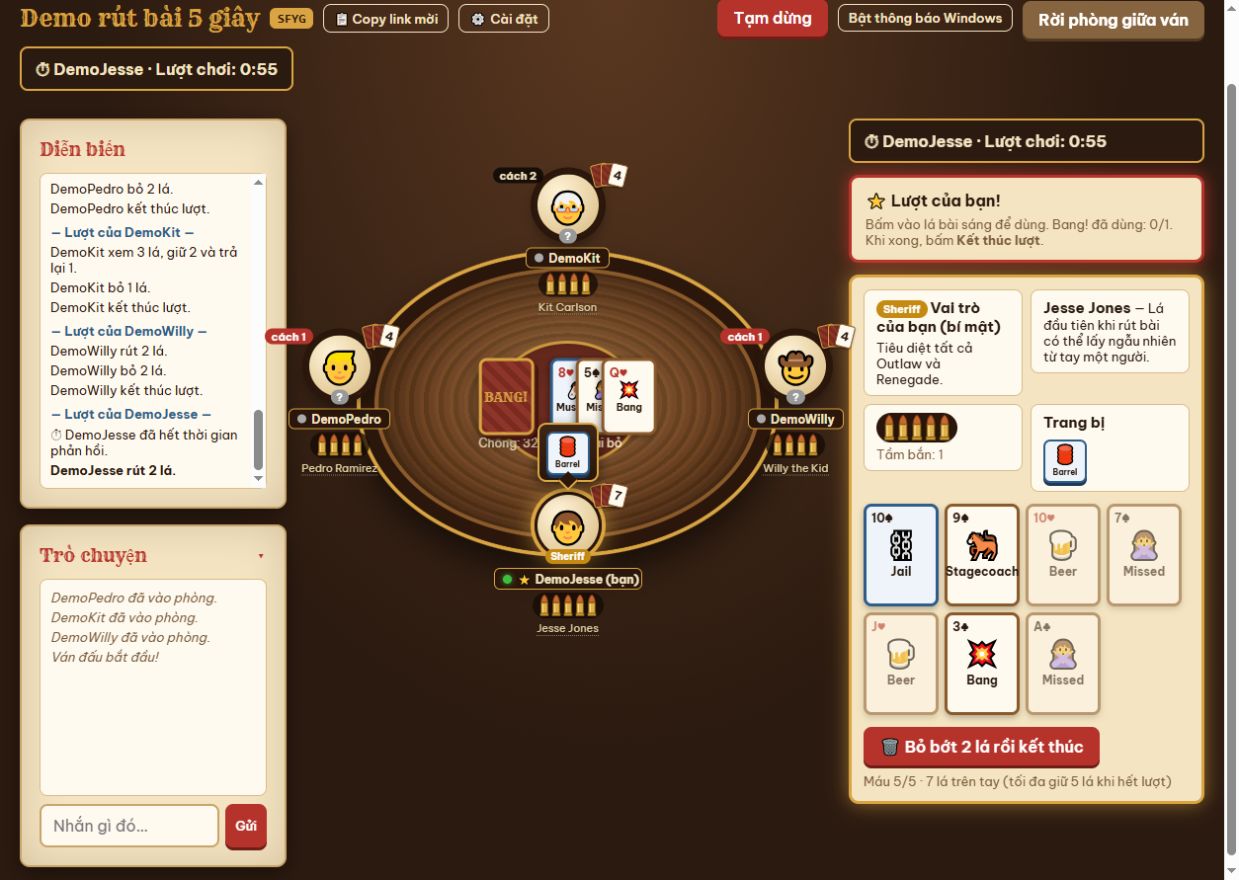 Demo rút bài 5 giây
SFYG
Copy link mời
Cài đặt
Tạm dừng
Bật thông báo Windows
Rời phòng giữa ván
DemoJesse · Lượt chơi: 0:55
Diễn biến
DemoPedro bỏ 2 lá.
DemoPedro kết thúc lượt.
— Lượt của DemoKit —
DemoKit xem 3 lá, giữ 2 và trả
lại 1.
DemoKit bỏ 1 lá.
DemoKit kết thúc lượt.
— Lượt của DemoWilly —
DemoWilly rút 2 lá.
DemoWilly bỏ 2 lá.
DemoWilly kết thúc lượt.
— Lượt của DemoJesse —
DemoJesse đã hết thời gian
phản hồi.
DemoJesse rút 2 lá.
Trò chuyện
DemoPedro đã vào phòng.
DemoKit đã vào phòng.
DemoWilly đã vào phòng.
Ván đấu bắt đầu!
Nhắn gì đó...
Gửi
cách 2
4
?
DemoKit
Kit Carlson
cách 1
4
?
DemoPedro
Pedro Ramirez
cách 1
4
?
DemoWilly
Willy the Kid
BANG!
8♥
Mus
5♠
Mis
Q♥
Bang
Chồng: 32
bỏ
Barrel
7
Sheriff
DemoJesse (bạn)
Jesse Jones
DemoJesse · Lượt chơi: 0:55
Lượt của bạn!
Bấm vào lá bài sáng để dùng. Bang! đã dùng: 0/1.
Khi xong, bấm Kết thúc lượt.
Sheriff Vai trò
của bạn (bí mật)
Tiêu diệt tất cả
Outlaw và
Renegade.
Jesse Jones — Lá
đầu tiên khi rút bài
có thể lấy ngẫu nhiên
từ tay một người.
Tầm bắn: 1
Trang bị
Barrel
10♠
Jail
9♠
Stagecoach
10♥
Beer
7♠
Missed
J♥
Beer
3♣
Bang
A♣
Missed
Bỏ bớt 2 lá rồi kết thúc
Máu 5/5 · 7 lá trên tay (tối đa giữ 5 lá khi hết lượt)